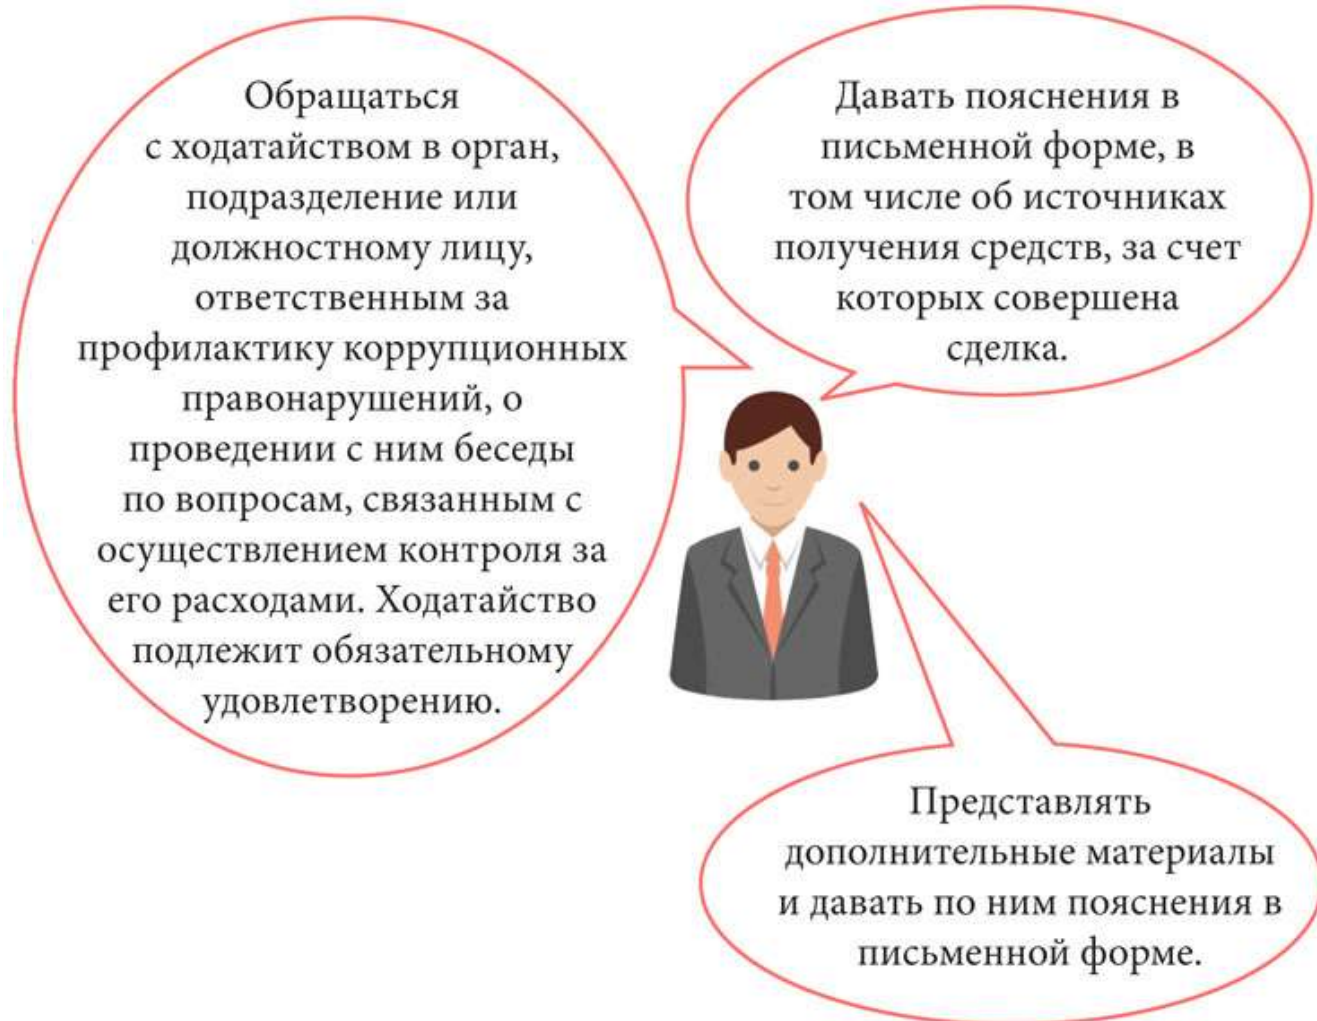 Обращаться
с ходатайством в орган,
подразделение или
должностному лицу,
ответственным за
профилактику коррупционных
правонарушений, о
проведении с ним беседы
по вопросам, связанным с
осуществлением контроля за
его расходами. Ходатайство
подлежит обязательному
удовлетворению.
Давать пояснения в
письменной форме, в
том числе об источниках
получения средств, за счет
которых совершена
сделка.
Представлять
дополнительные материалы
и давать по ним пояснения в
письменной форме.